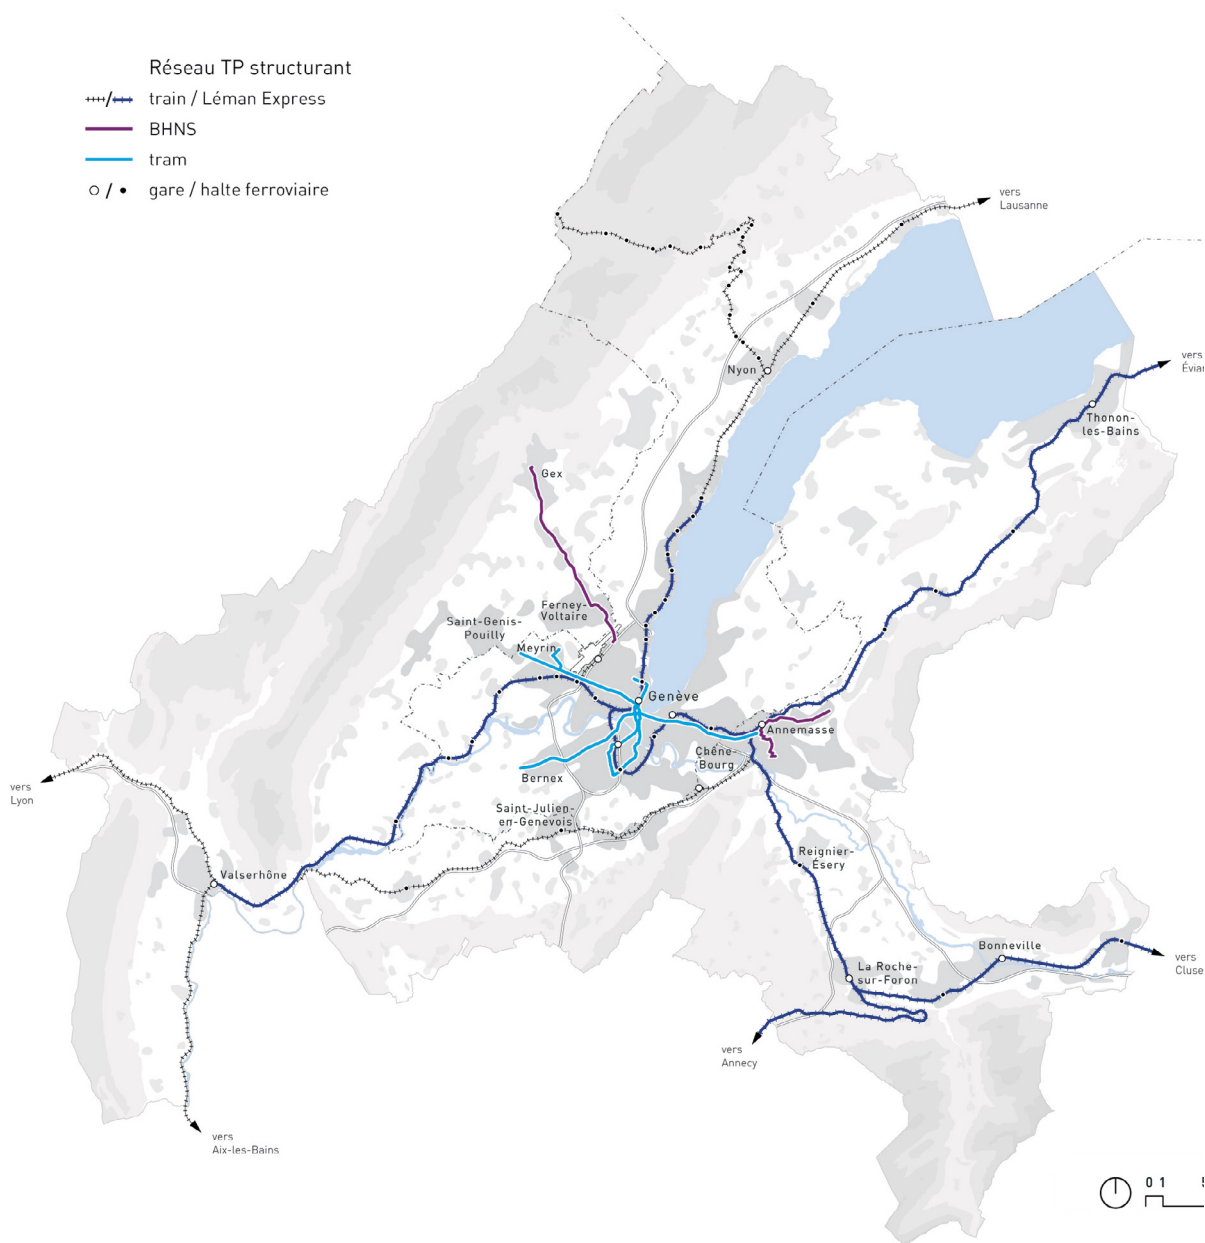 Réseau TP structurant
train / Léman Express
BHNS
tram
gare / halte ferroviaire
vers
Lausanne
Nyon
vers
Évian
Thonon-
les-Bains
Gex
Ferney-
Voltaire
Saint-Genis-
Pouilly
Meyrin
Genève
Annemasse
Chêne-
Bourg
Bernex
vers
Lyon
Saint-Julien-
en-Genevois
Reignier-
Ésery
Valserhône
Bonneville
La Roche-
sur-Foron
vers
Cluse
vers
Annecy
vers
Aix-les-Bains
0 1 5